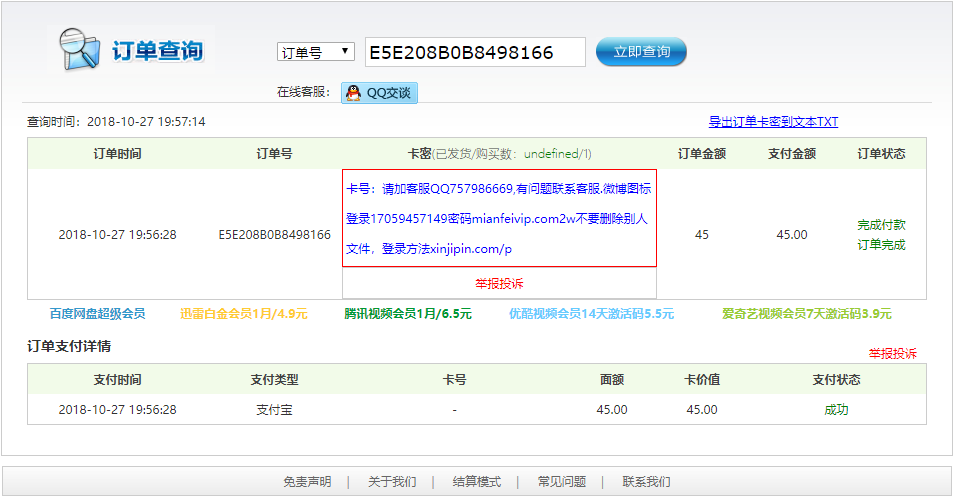 订单查询
订单号
E5E208B0B8498166
立即查询
在线客服：
QQ交谈
查询时间：2018-10-27 19:57:14
导出订单卡密到文本TXT
订单时间 订单号 卡密(已发货/购买数：undefined/1) 订单金额 支付金额 订单状态
卡号：请加客服QQ757986669,有问题联系客服.微博图标
登录17059457149密码mianfeivip.com2w不要删除别人
文件，登录方法xinjipin.com/p
2018-10-27 19:56:28 E5E208B0B8498166 45 45.00
完成付款
订单完成
举报投诉
百度网盘超级会员 迅雷白金会员1月/4.9元 腾讯视频会员1月/6.5元 优酷视频会员14天激活码5.5元 爱奇艺视频会员7天激活码3.9元
订单支付详情
举报投诉
支付时间 支付类型 卡号 面额 卡价值 支付状态
2018-10-27 19:56:28 支付宝 - 45.00 45.00 成功
免责声明 | 关于我们 | 结算模式 | 常见问题 | 联系我们